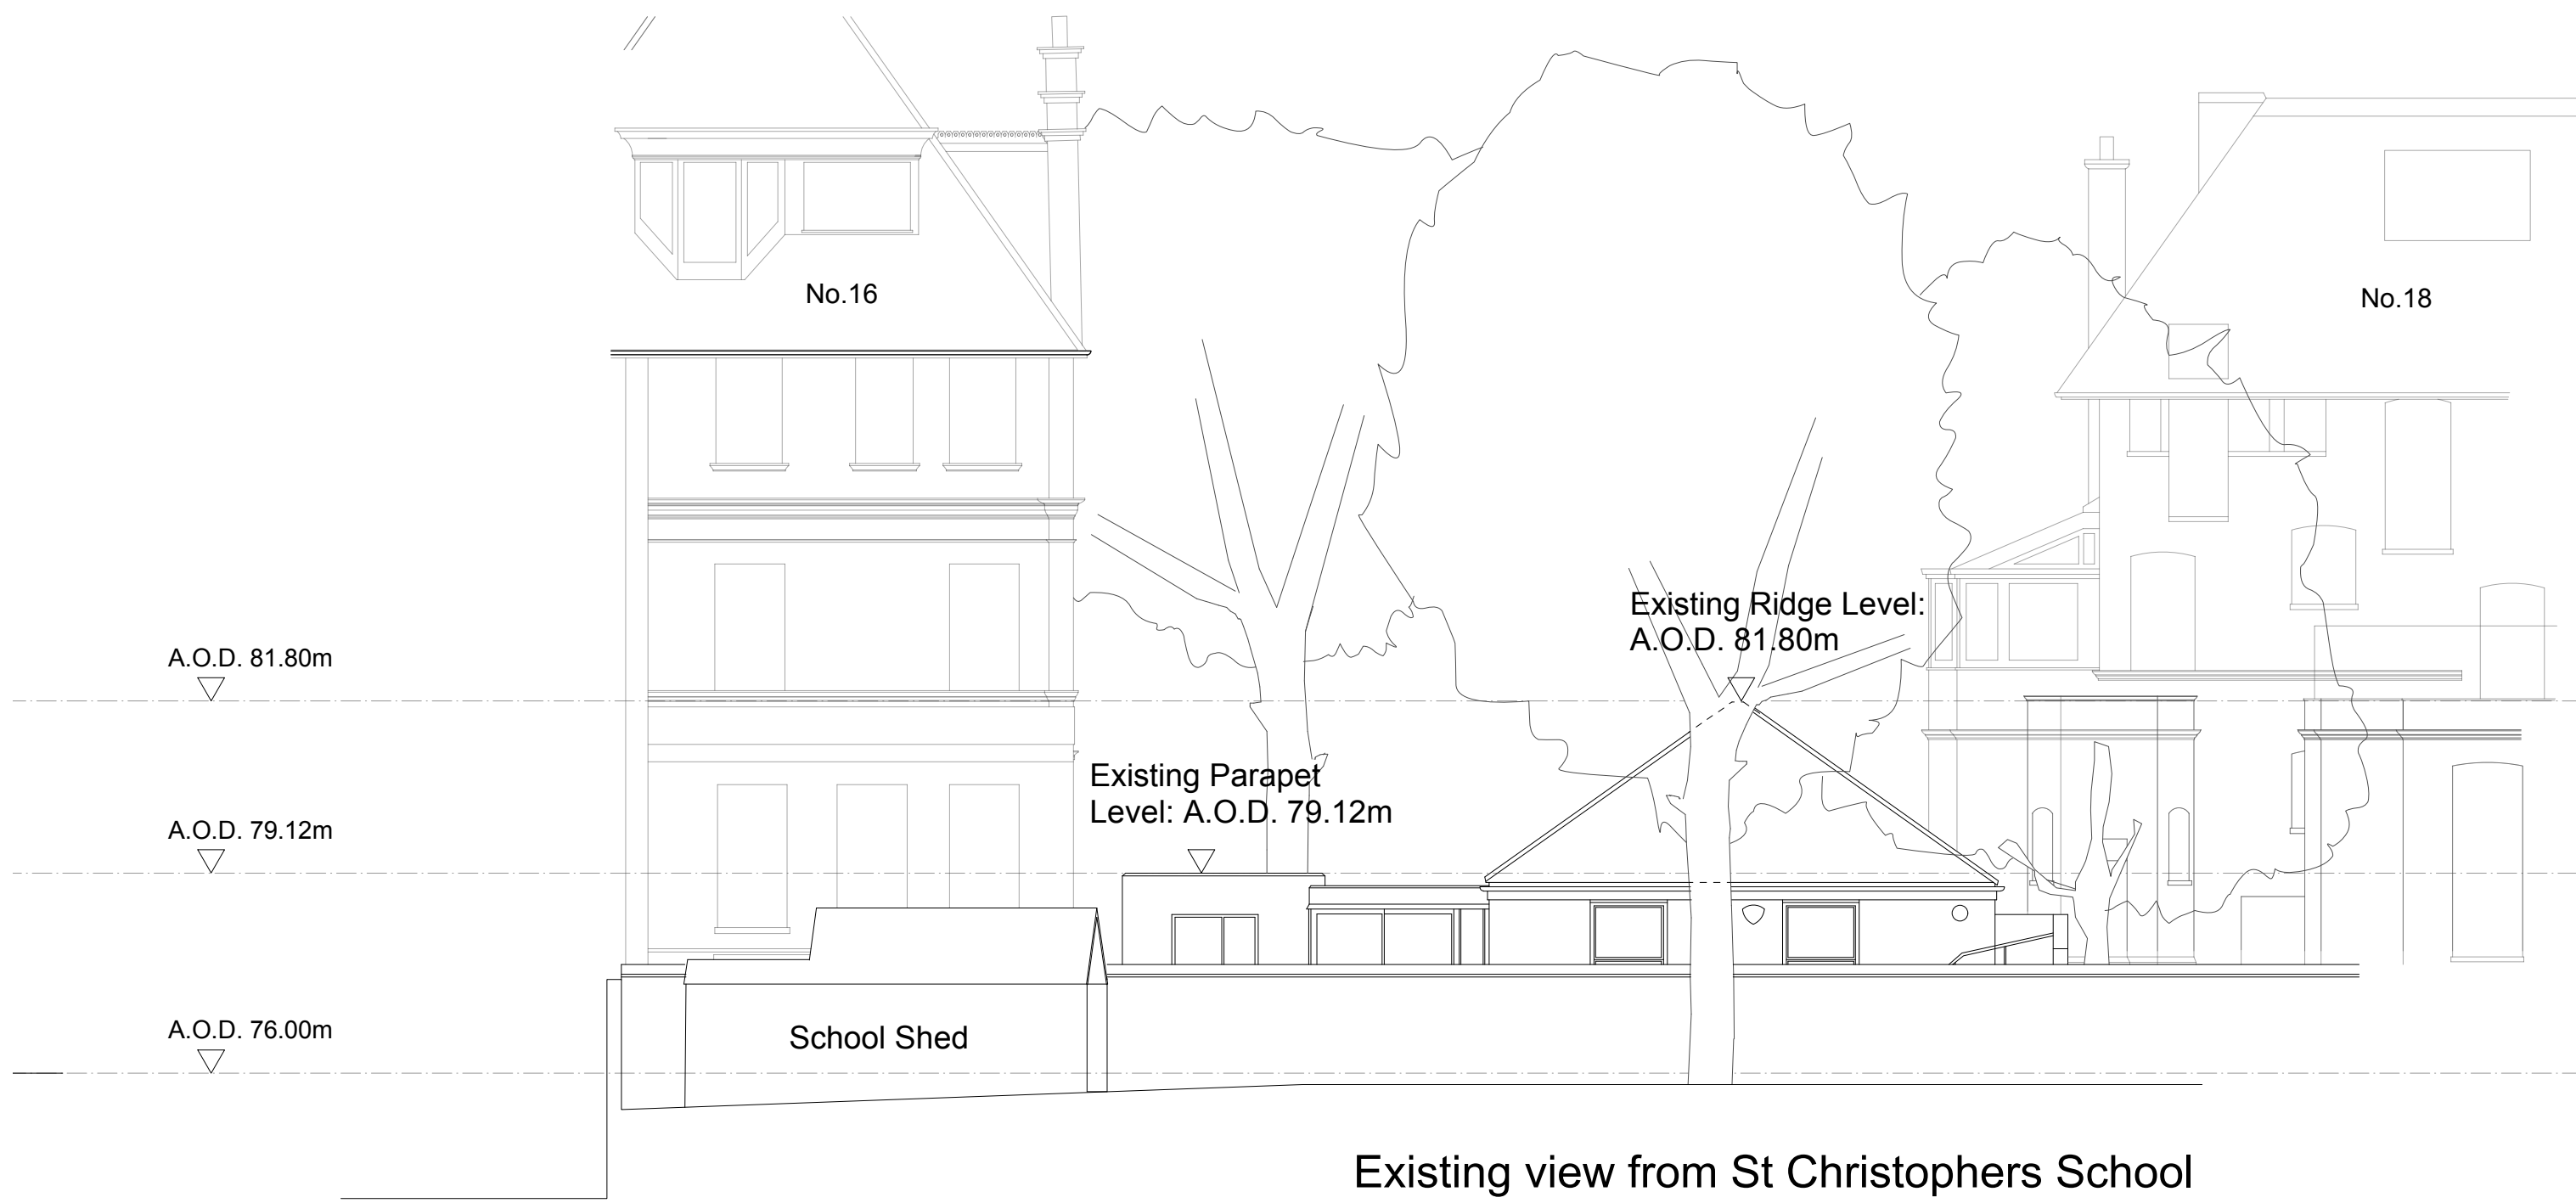 No.16
No.18
Existing Ridge Level:
A.O.D. 81.80m
A.O.D. 81.80m
Existing Parapet
Level: A.O.D. 79.12m
A.O.D. 79.12m
A.O.D. 76.00m
School Shed
Existing view from St Christophers School